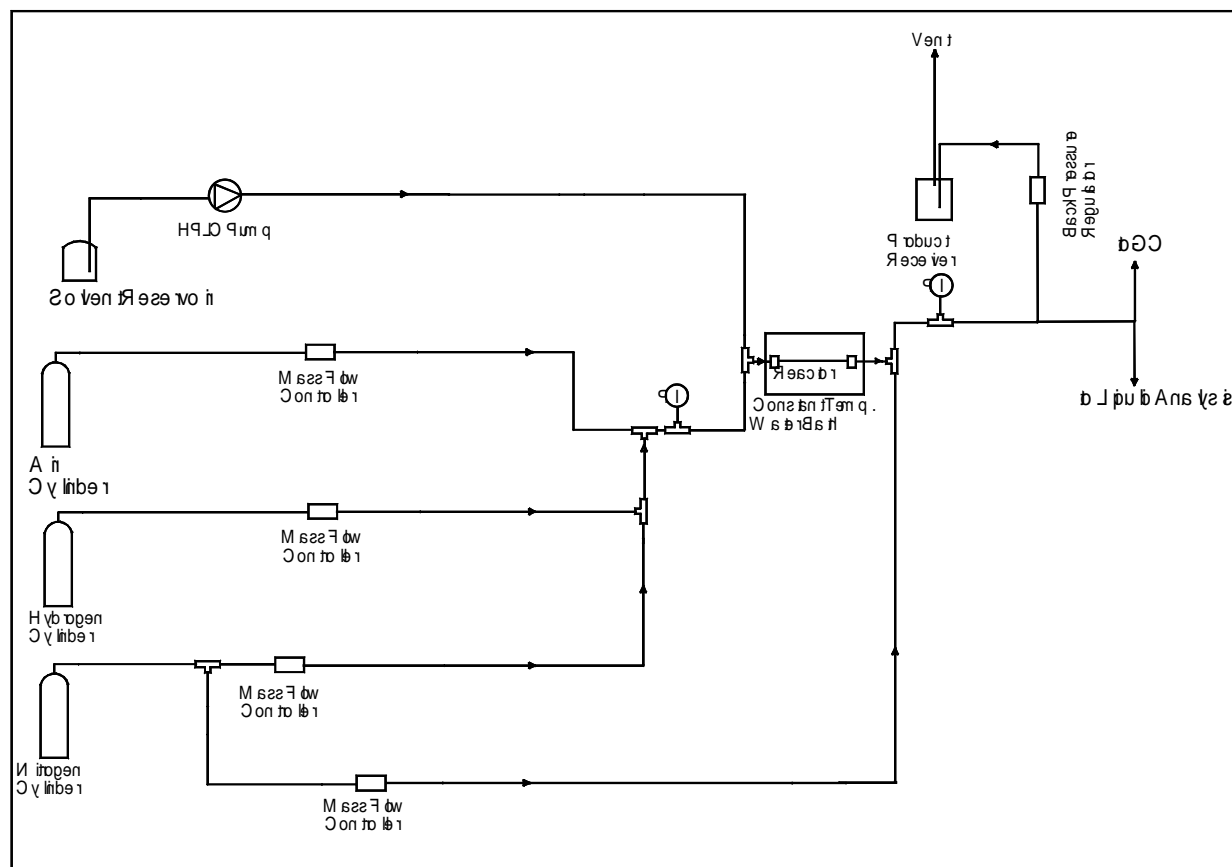 Vent
Back Pressure
Regulator
HPLC Pump
Product
Receiver
to GC
Solvent Reservoir
PI
Reactor
Mass Flow
Controller
PI
Constant Temp.
Water Bath
to Liquid Analysis
Air
Cylinder
Mass Flow
Controller
Hydrogen
Cylinder
Mass Flow
Controller
Nitrogen
Cylinder
Mass Flow
Controller